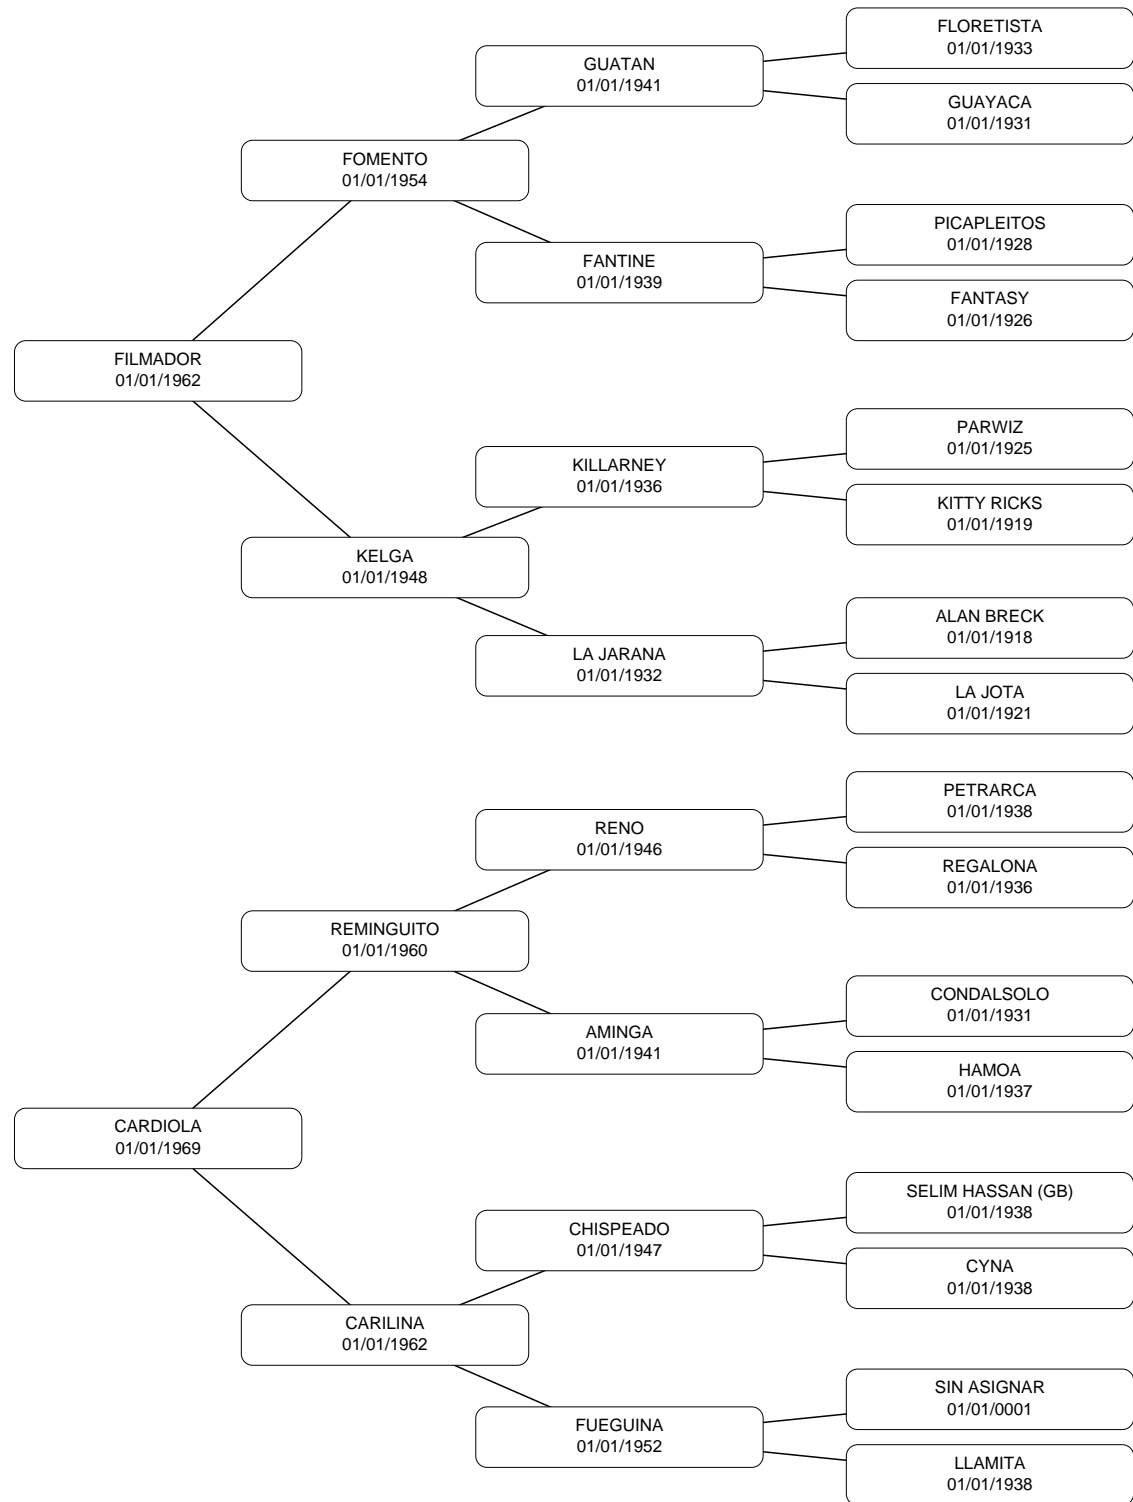 FLORETISTA
01/01/1933
GUATAN
01/01/1941
GUAYACA
01/01/1931
FOMENTO
01/01/1954
PICAPLEITOS
01/01/1928
FANTINE
01/01/1939
FANTASY
01/01/1926
FILMADOR
01/01/1962
PARWIZ
01/01/1925
KILLARNEY
01/01/1936
KITTY RICKS
01/01/1919
KELGA
01/01/1948
ALAN BRECK
01/01/1918
LA JARANA
01/01/1932
LA JOTA
01/01/1921
PETRARCA
01/01/1938
RENO
01/01/1946
REGALONA
01/01/1936
REMINGUITO
01/01/1960
CONDALSOLO
01/01/1931
AMINGA
01/01/1941
HAMOA
01/01/1937
CARDIOLA
01/01/1969
SELIM HASSAN (GB)
01/01/1938
CHISPEADO
01/01/1947
CYNA
01/01/1938
CARILINA
01/01/1962
SIN ASIGNAR
01/01/0001
FUEGUINA
01/01/1952
LLAMITA
01/01/1938